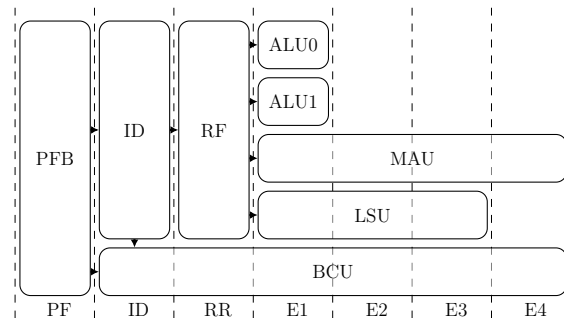 ALU0
ALU1
PFB ID RF MAU
LSU
BCU
PF ID RR E1 E2 E3 E4